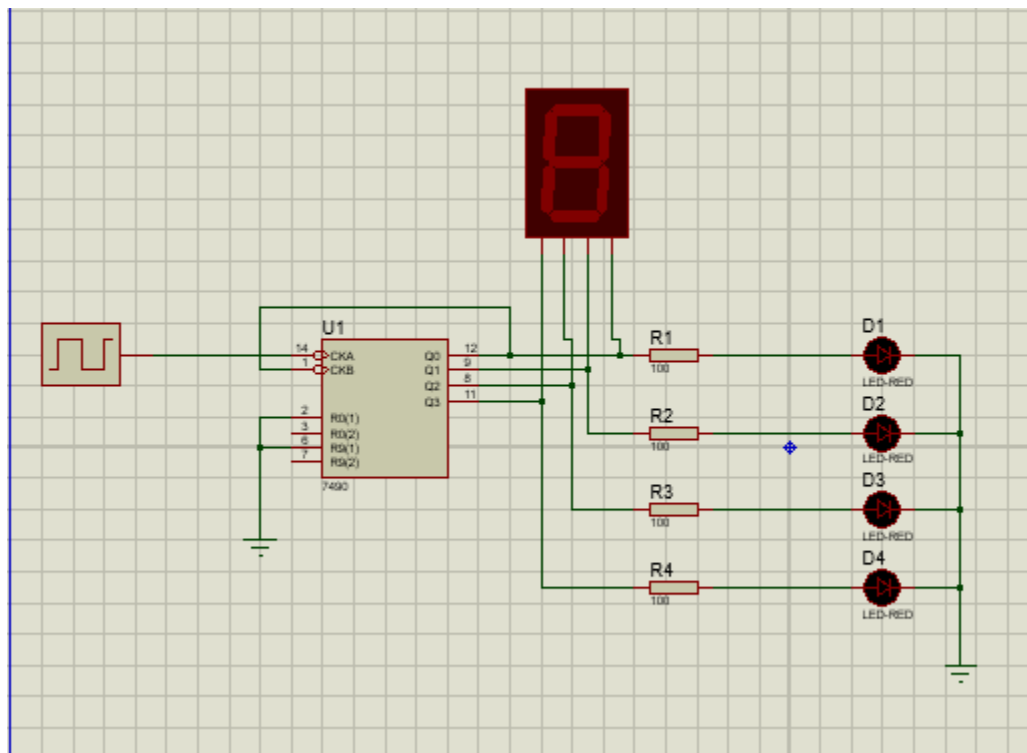 U1
14 CKA Q0 12
1 CKB Q1 9
Q2 8
Q3 11
2 R0(1)
3 R0(2)
6 R9(1)
7 R9(2)
7490
R1
100
D1
LED-RED
R2
100
D2
LED-RED
R3
100
D3
LED-RED
R4
100
D4
LED-RED